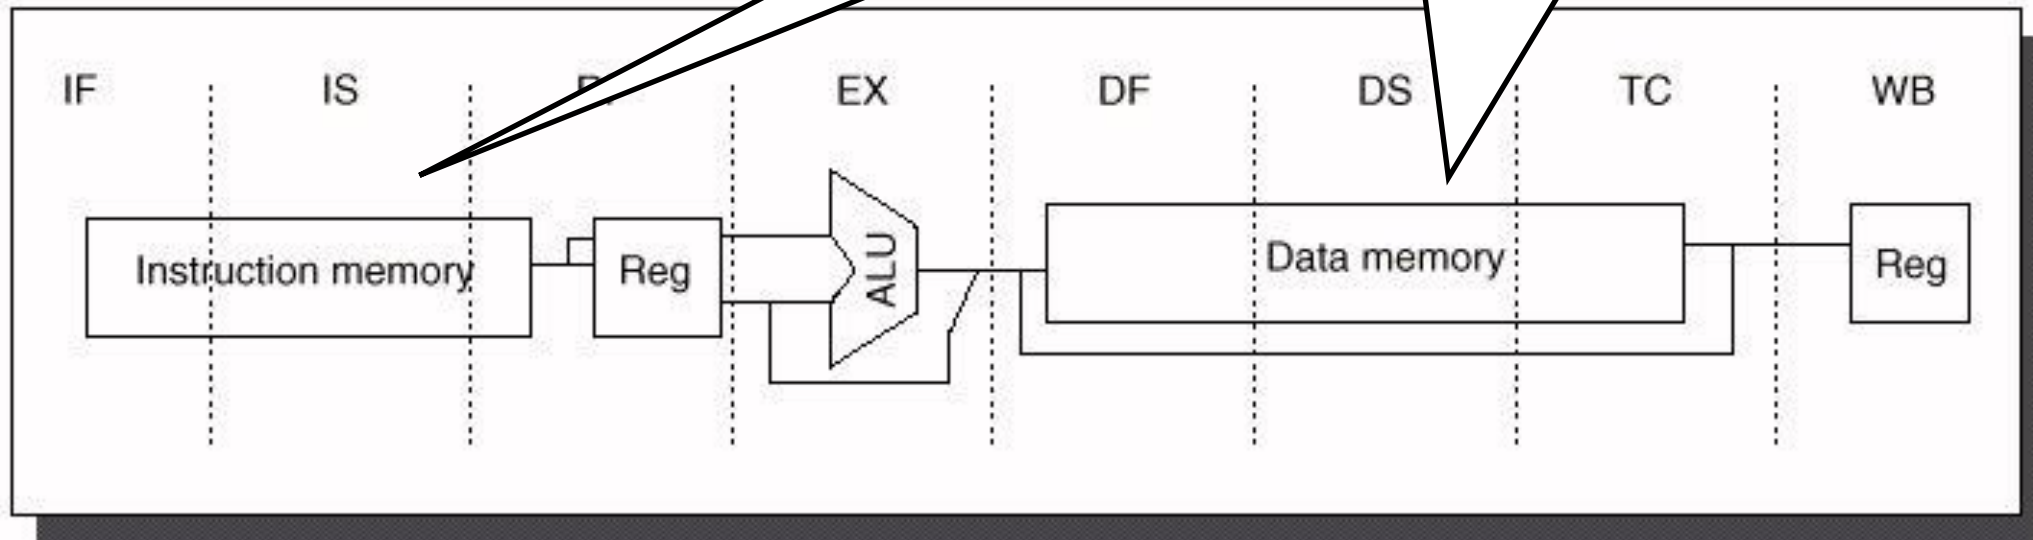 IF IS EX DF DS TC WB
Instruction memory Reg ALU Data memory Reg